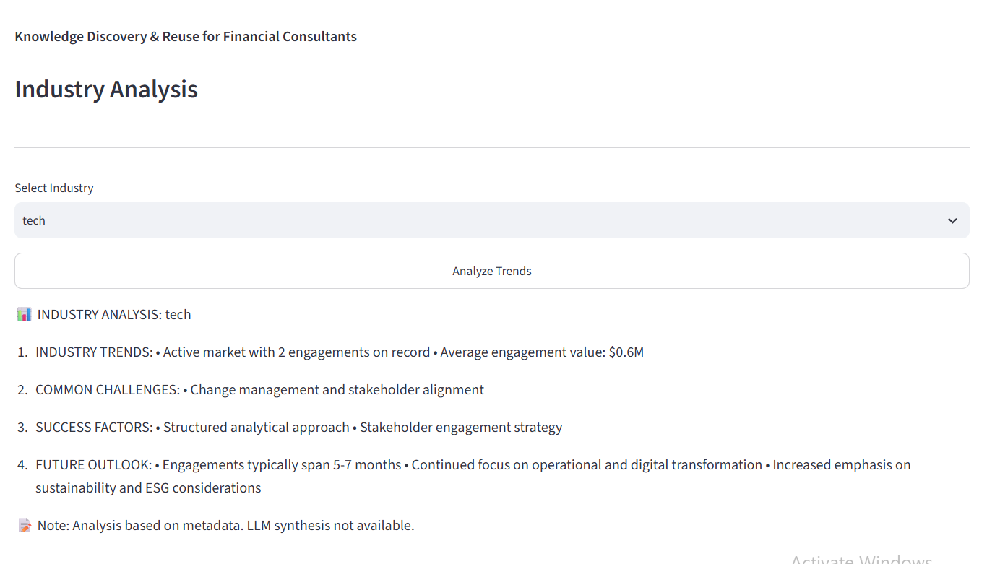 Knowledge Discovery & Reuse for Financial Consultants
Industry Analysis
Select Industry
tech
Analyze Trends
📊 INDUSTRY ANALYSIS: tech
1. INDUSTRY TRENDS: • Active market with 2 engagements on record • Average engagement value: $0.6M
2. COMMON CHALLENGES: • Change management and stakeholder alignment
3. SUCCESS FACTORS: • Structured analytical approach • Stakeholder engagement strategy
4. FUTURE OUTLOOK: • Engagements typically span 5-7 months • Continued focus on operational and digital transformation • Increased emphasis on
sustainability and ESG considerations
📝 Note: Analysis based on metadata. LLM synthesis not available.
Activate Windows